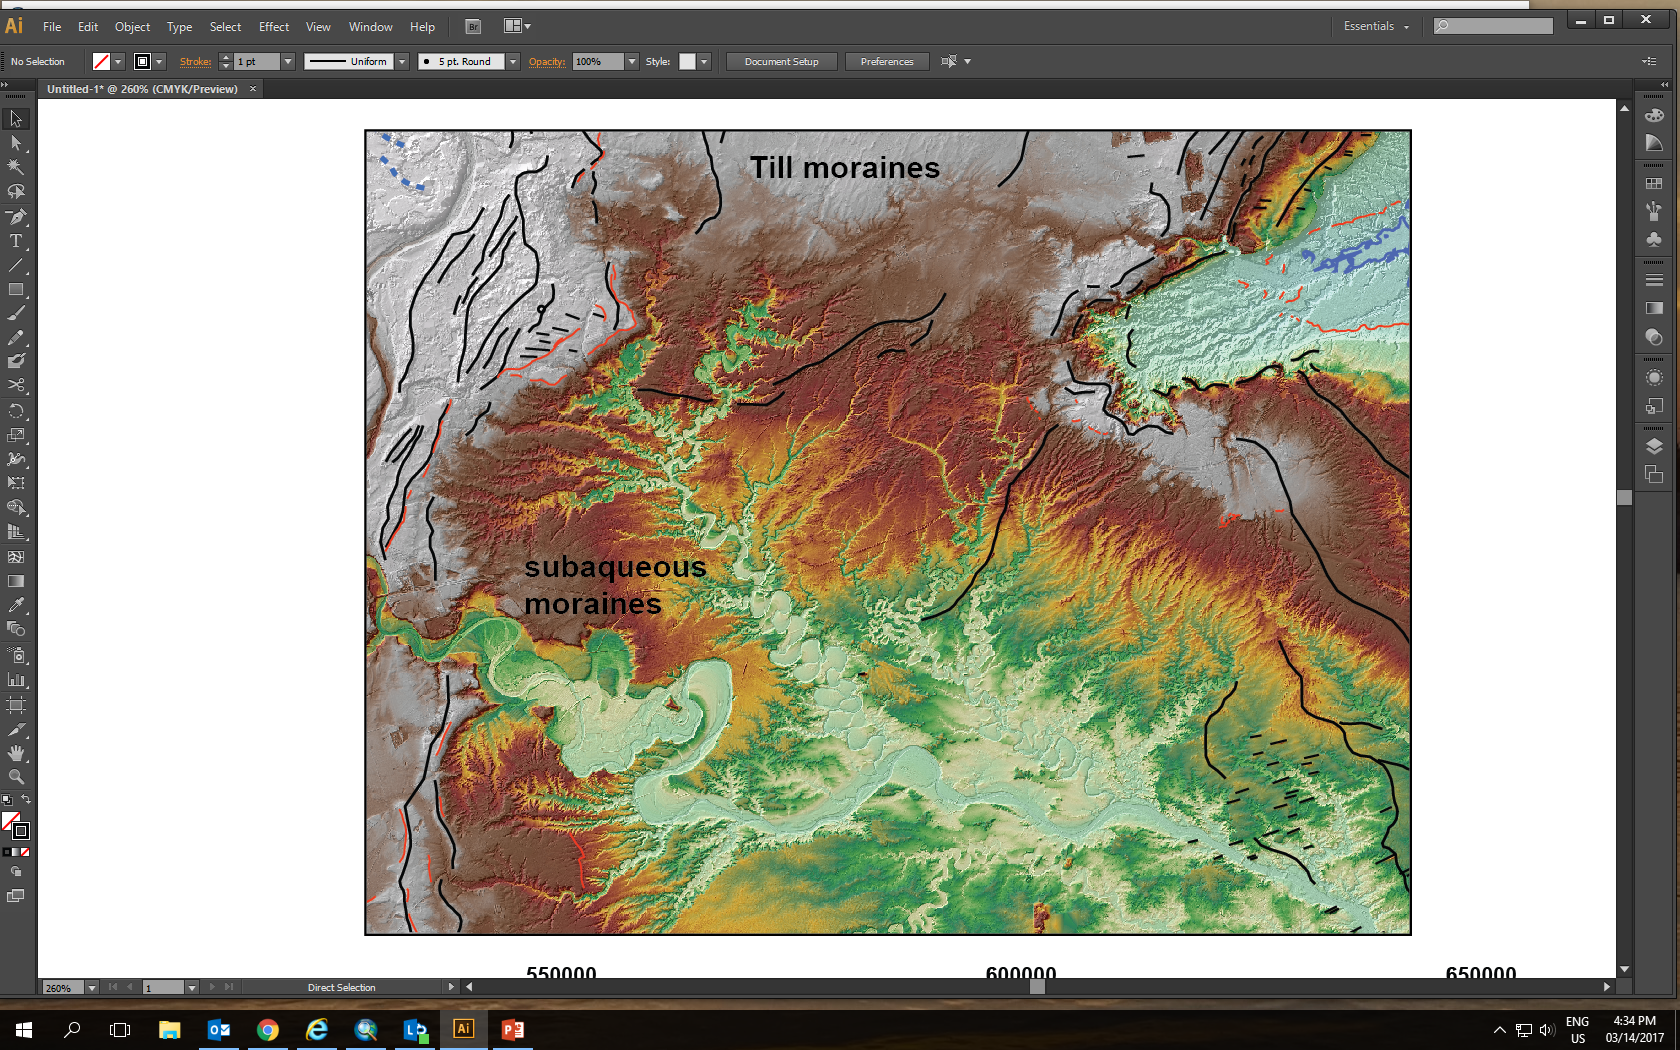 Ai File Edit Object Type Select Effect View Window Help Br Essentials
No Selection Stroke: 1 pt Uniform 5 pt. Round Opacity: 100% Style: Document Setup Preferences
Untitled-1* @ 260% (CMYK/Preview) ×
Till moraines
subaqueous
moraines
550000 600000 650000
260% 1 Direct Selection
ENG 4:34 PM
US 03/14/2017